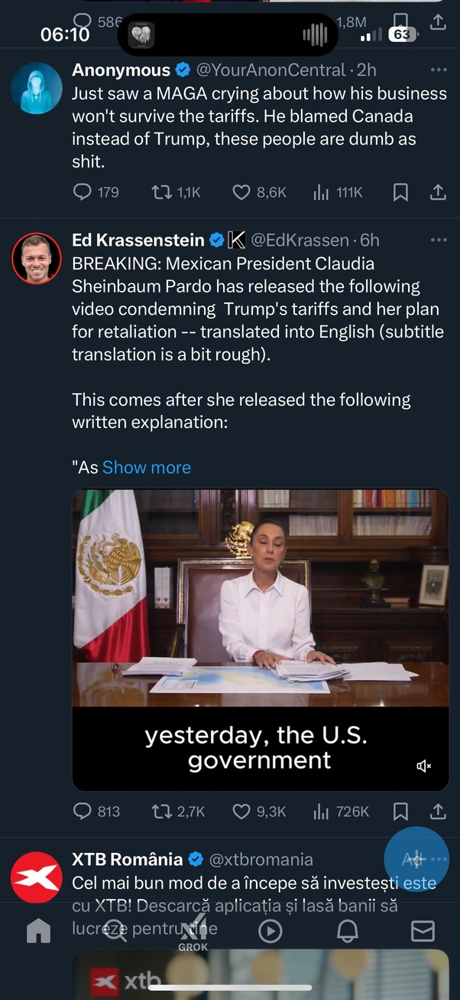 586
1,8M
06:10
63
Anonymous @YourAnonCentral · 2h
Just saw a MAGA crying about how his business
won't survive the tariffs. He blamed Canada
instead of Trump, these people are dumb as
shit.
179 1,1K 8,6K 111K
Ed Krassenstein @EdKrassen · 6h
BREAKING: Mexican President Claudia
Sheinbaum Pardo has released the following
video condemning  Trump's tariffs and her plan
for retaliation -- translated into English (subtitle
translation is a bit rough).
This comes after she released the following
written explanation:
"As Show more
yesterday, the U.S.
government
813 2,7K 9,3K 726K
XTB România @xtbromania Ad
Cel mai bun mod de a începe să investești este
cu XTB! Descarcă aplicația și lasă banii să
lucreze pentru tine
GROK
xtb